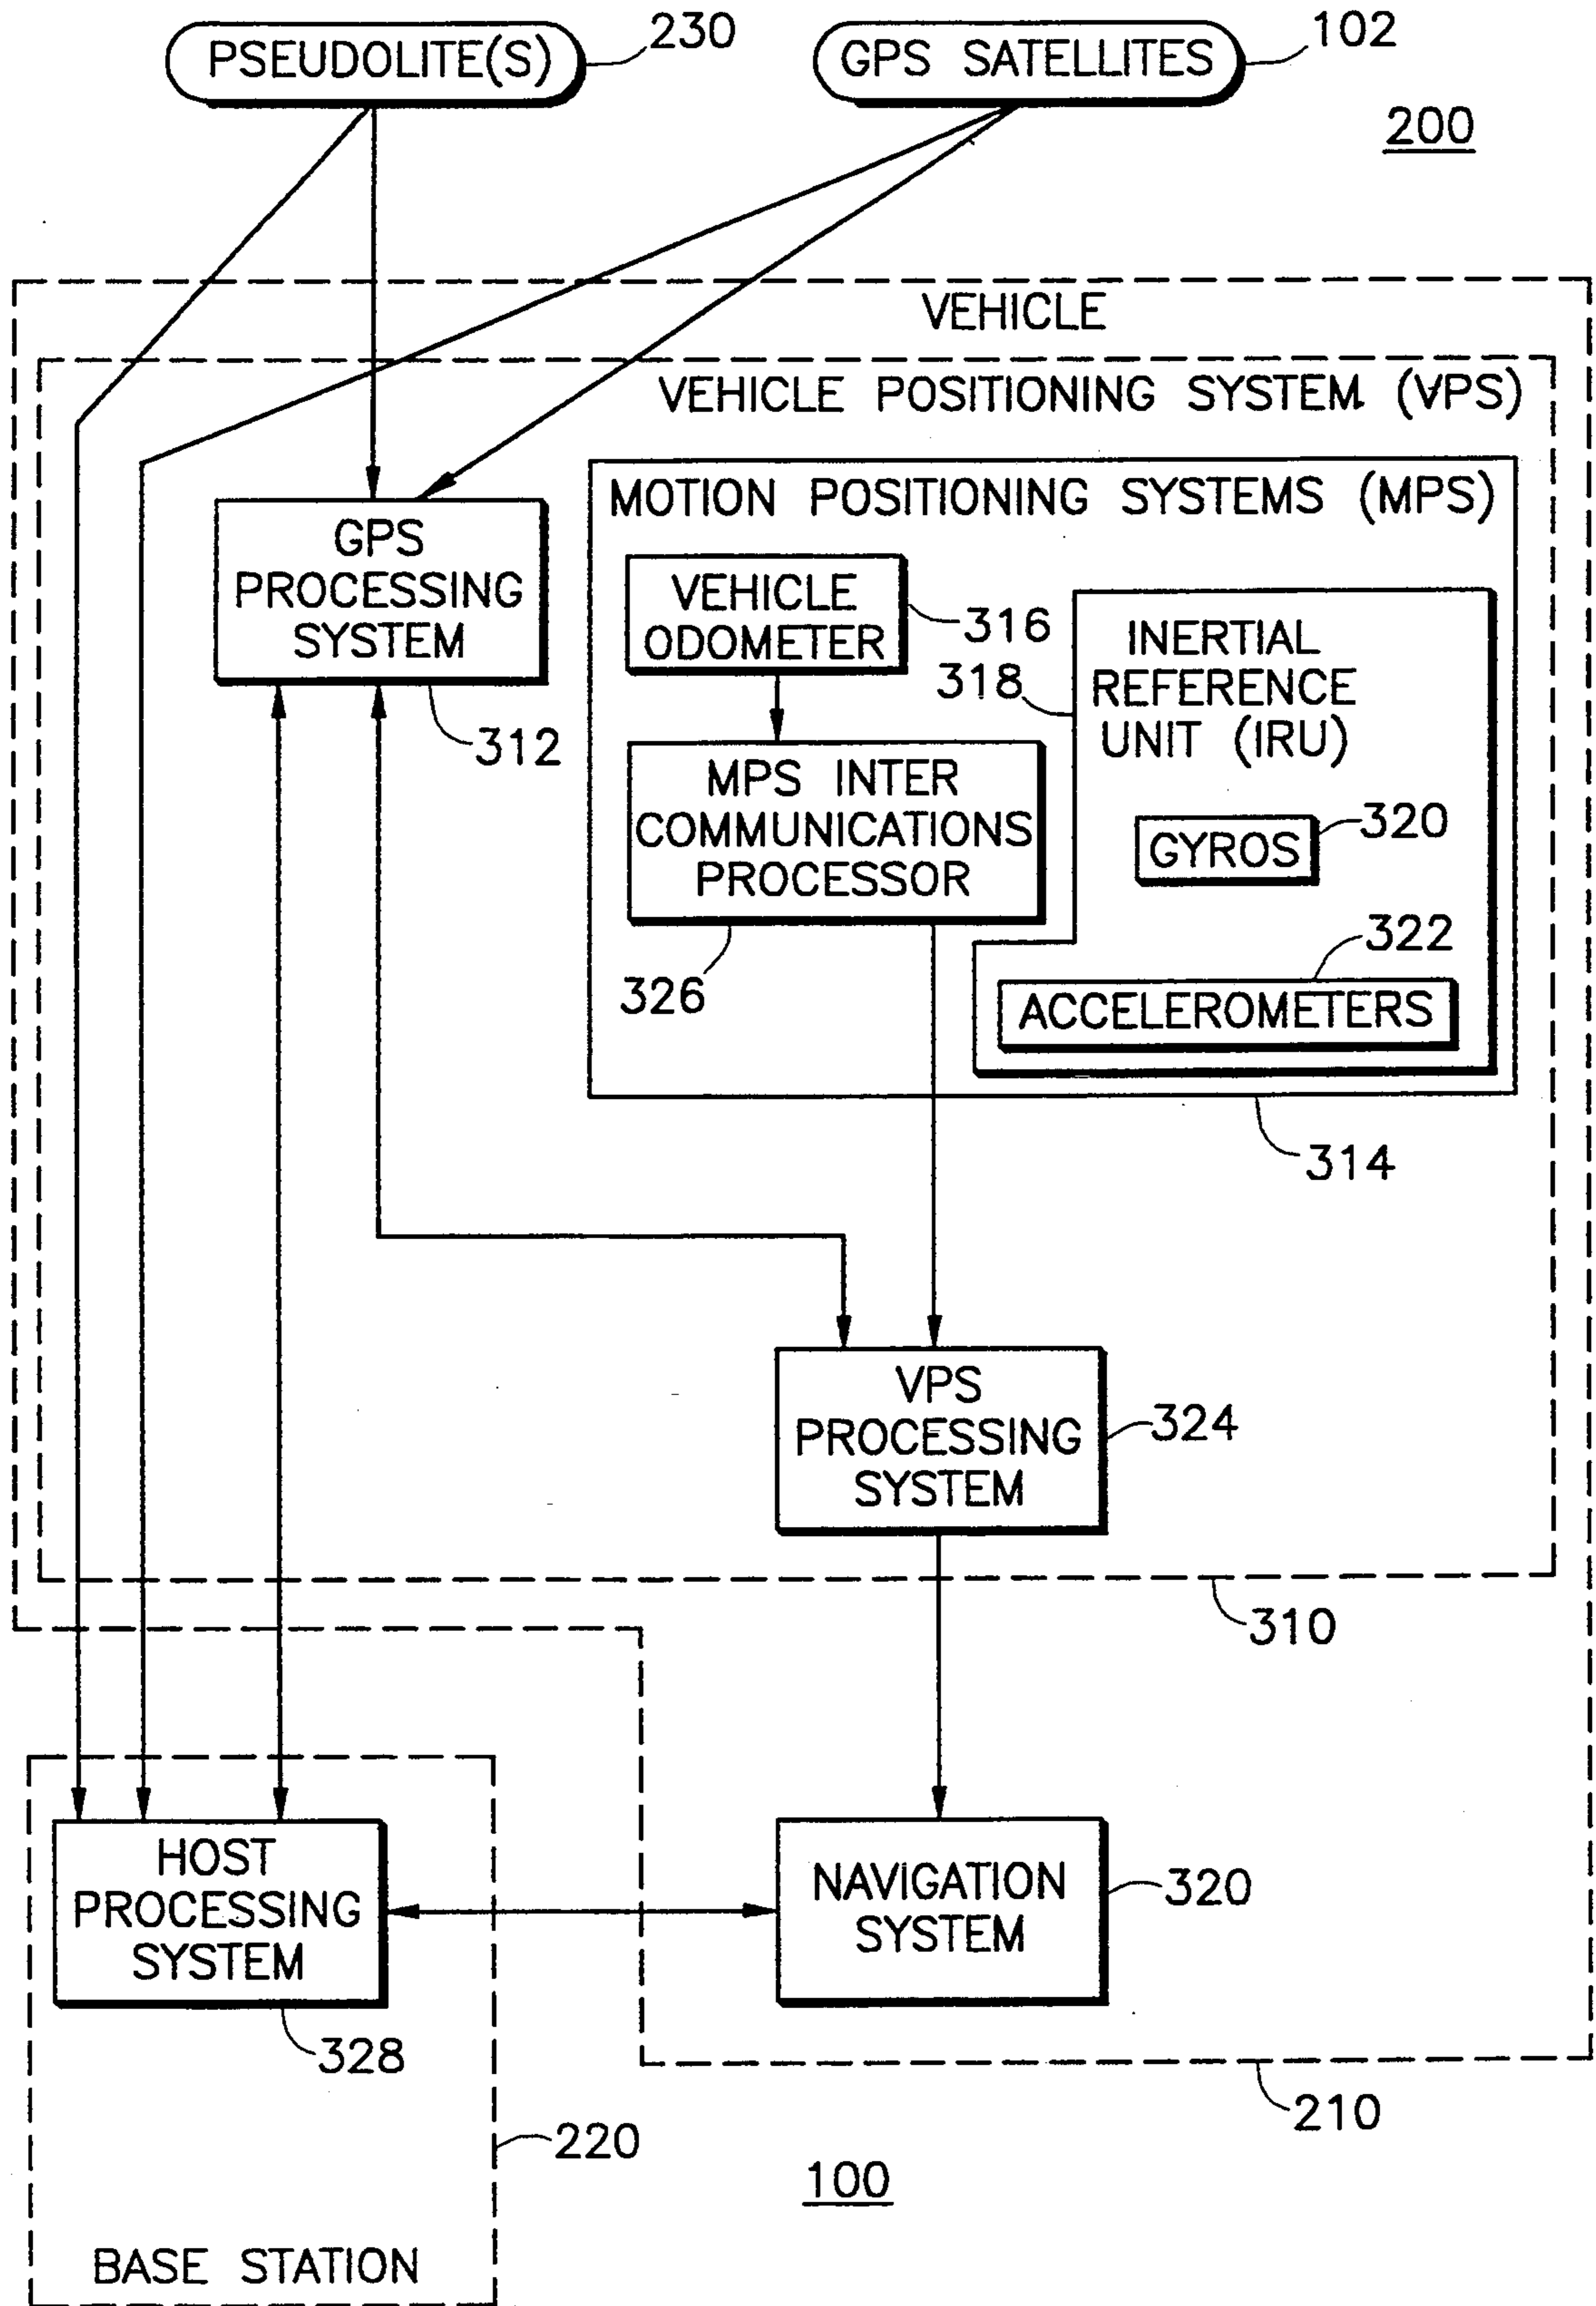 PSEUDOLITE(S)
230
GPS SATELLITES
102
200
VEHICLE
VEHICLE POSITIONING SYSTEM (VPS)
MOTION POSITIONING SYSTEMS (MPS)
GPS
PROCESSING
SYSTEM
312
VEHICLE
ODOMETER
316
318
INERTIAL
REFERENCE
UNIT (IRU)
MPS INTER
COMMUNICATIONS
PROCESSOR
326
GYROS
320
322
ACCELEROMETERS
314
VPS
PROCESSING
SYSTEM
324
310
HOST
PROCESSING
SYSTEM
328
NAVIGATION
SYSTEM
320
210
220
100
BASE STATION